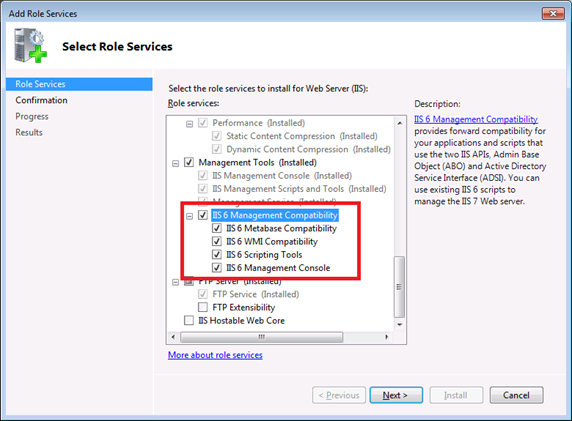 Add Role Services
Select Role Services
Role Services
Confirmation
Progress
Results
Select the role services to install for Web Server (IIS):
Role services:
Performance (Installed)
Static Content Compression (Installed)
Dynamic Content Compression (Installed)
Management Tools (Installed)
IIS Management Console (Installed)
IIS Management Scripts and Tools (Installed)
Management Service (Installed)
IIS 6 Management Compatibility
IIS 6 Metabase Compatibility
IIS 6 WMI Compatibility
IIS 6 Scripting Tools
IIS 6 Management Console
FTP Server (Installed)
FTP Service (Installed)
FTP Extensibility
IIS Hostable Web Core
More about role services
Description:
IIS 6 Management Compatibility
provides forward compatibility for
your applications and scripts that
use the two IIS APIs, Admin Base
Object (ABO) and Active Directory
Service Interface (ADSI). You can
use existing IIS 6 scripts to
manage the IIS 7 Web server.
< Previous
Next >
Install
Cancel